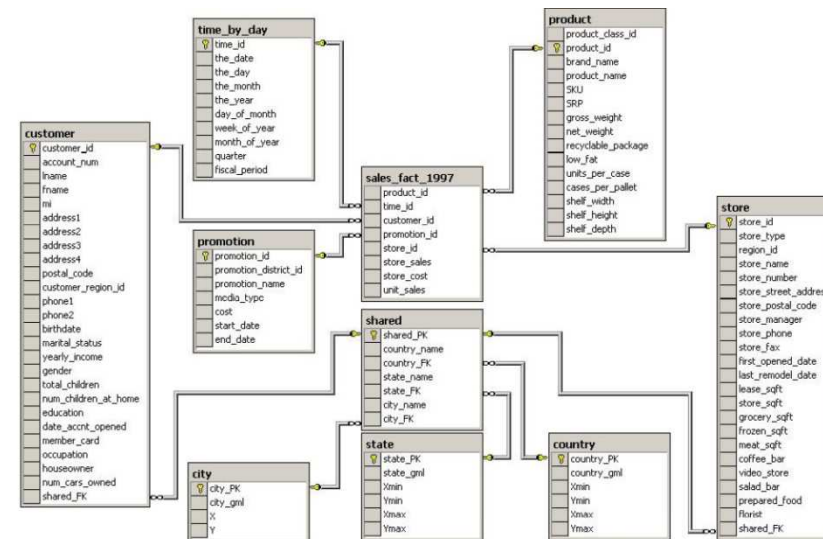 time_by_day
time_id
the_date
the_day
the_month
the_year
day_of_month
week_of_year
month_of_year
quarter
fiscal_period
product
product_class_id
product_id
brand_name
product_name
SKU
SRP
gross_weight
net_weight
recyclable_package
low_fat
units_per_case
cases_per_pallet
shelf_width
shelf_height
shelf_depth
customer
customer_id
account_num
lname
fname
mi
address1
address2
address3
address4
postal_code
customer_region_id
phone1
phone2
birthdate
marital_status
yearly_income
gender
total_children
num_children_at_home
education
date_accnt_opened
member_card
occupation
houseowner
num_cars_owned
shared_FK
sales_fact_1997
product_id
time_id
customer_id
promotion_id
store_id
store_sales
store_cost
unit_sales
promotion
promotion_id
promotion_district_id
promotion_name
media_type
cost
start_date
end_date
store
store_id
store_type
region_id
store_name
store_number
store_street_addres
store_postal_code
store_manager
store_phone
store_fax
first_opened_date
last_remodel_date
lease_sqft
store_sqft
grocery_sqft
frozen_sqft
meat_sqft
coffee_bar
video_store
salad_bar
prepared_food
florist
shared_FK
shared
shared_PK
country_name
country_FK
state_name
state_FK
city_name
city_FK
city
city_PK
city_gml
X
Y
state
state_PK
state_gml
Xmin
Ymin
Xmax
Ymax
country
country_PK
country_gml
Xmin
Ymin
Xmax
Ymax